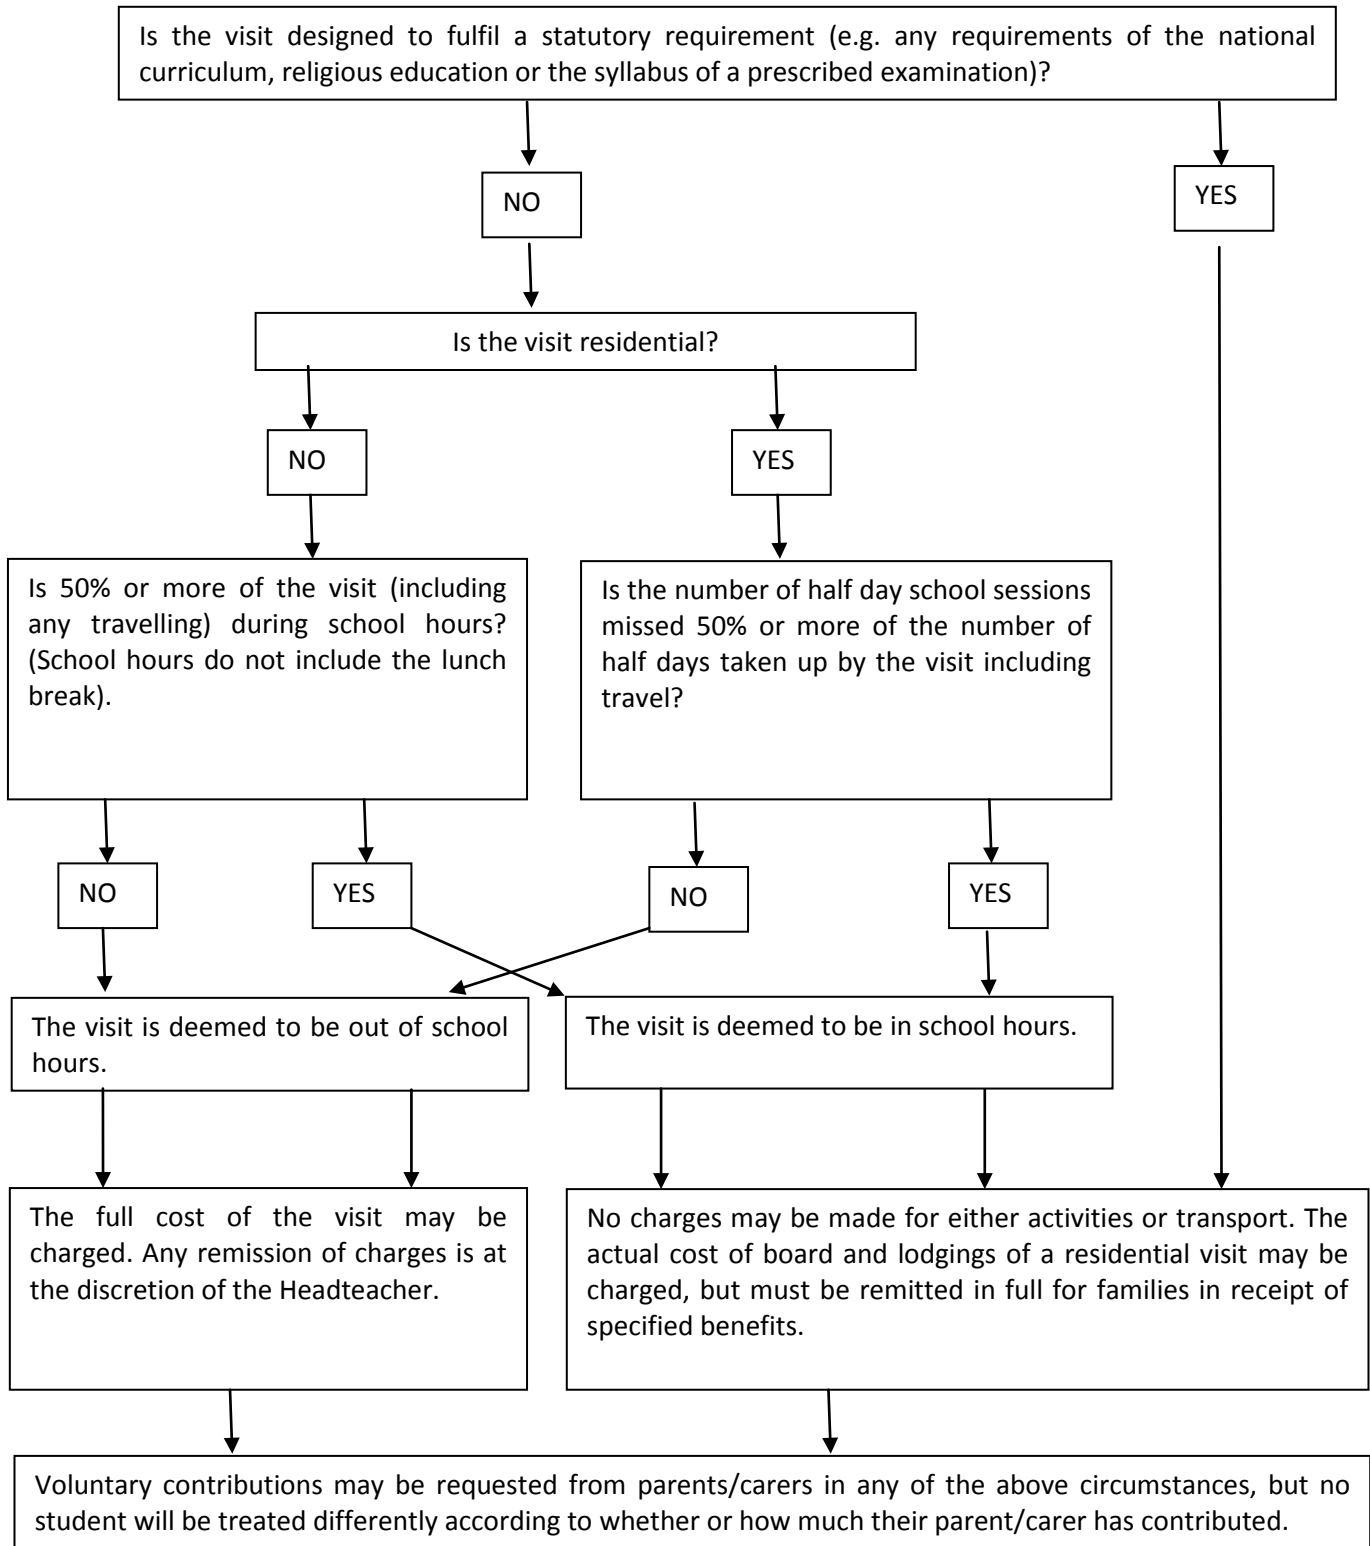 Is the visit designed to fulfil a statutory requirement (e.g. any requirements of the national
curriculum, religious education or the syllabus of a prescribed examination)?
NO
YES
Is the visit residential?
NO
YES
Is 50% or more of the visit (including
any travelling) during school hours?
(School hours do not include the lunch
break).
Is the number of half day school sessions
missed 50% or more of the number of
half days taken up by the visit including
travel?
NO
YES
NO
YES
The visit is deemed to be out of school
hours.
The visit is deemed to be in school hours.
The full cost of the visit may be
charged. Any remission of charges is at
the discretion of the Headteacher.
No charges may be made for either activities or transport. The
actual cost of board and lodgings of a residential visit may be
charged, but must be remitted in full for families in receipt of
specified benefits.
Voluntary contributions may be requested from parents/carers in any of the above circumstances, but no
student will be treated differently according to whether or how much their parent/carer has contributed.